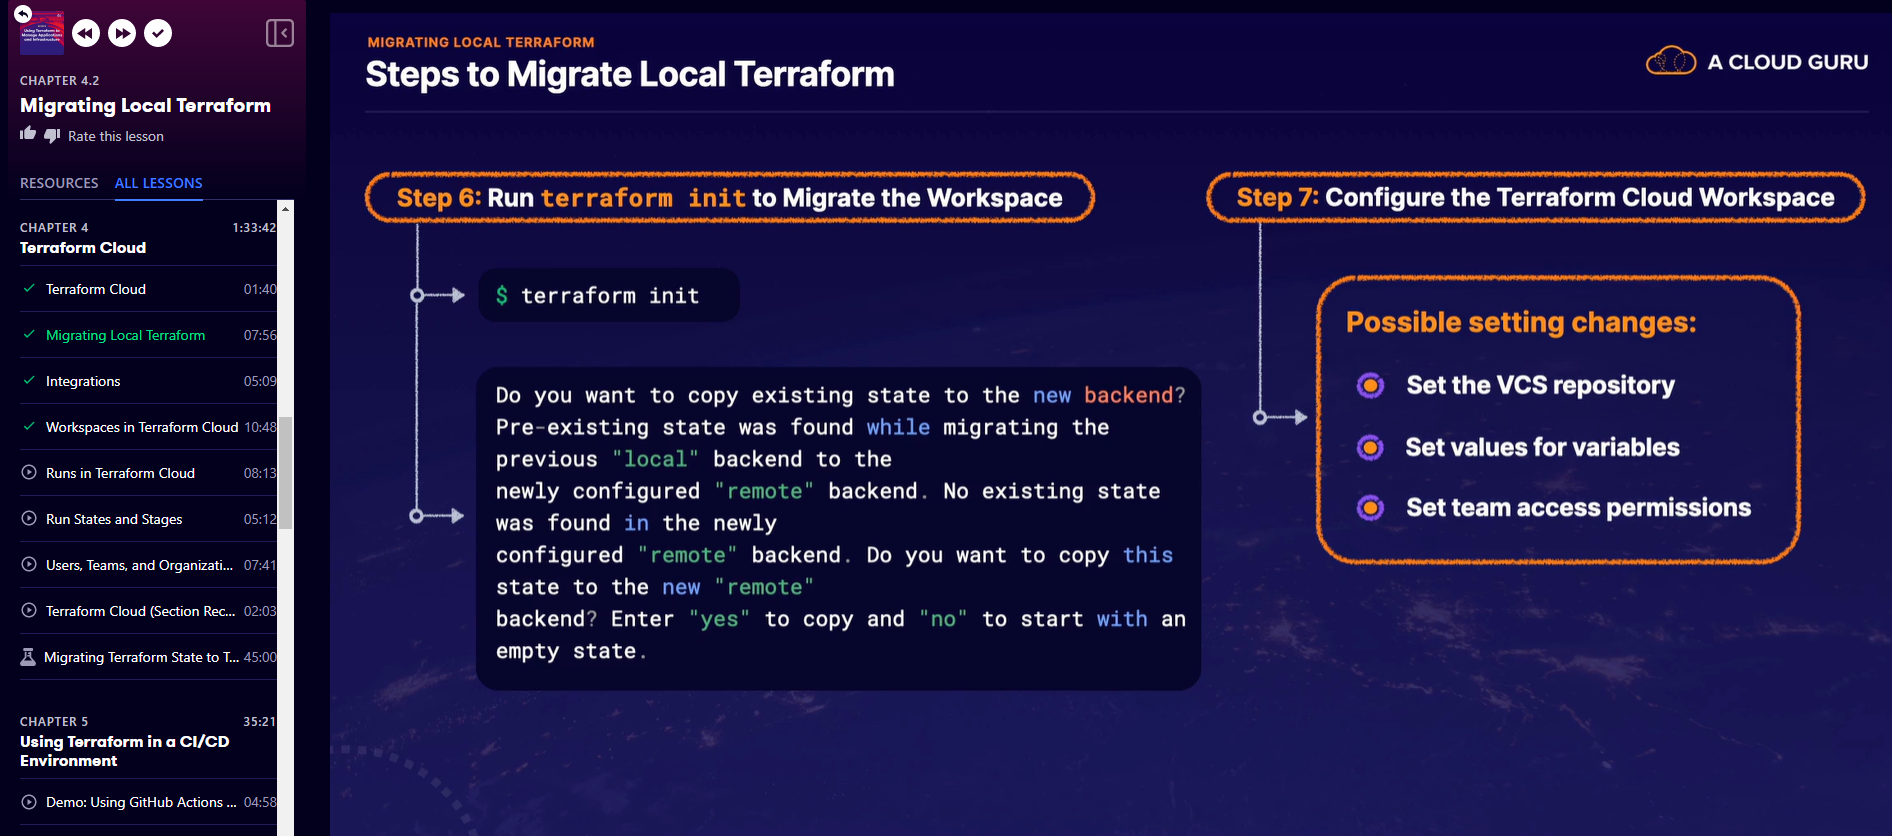 CHAPTER 4.2
Migrating Local Terraform
Rate this lesson
RESOURCES
ALL LESSONS
CHAPTER 4 1:33:42
Terraform Cloud
Terraform Cloud 01:40
Migrating Local Terraform 07:56
Integrations 05:09
Workspaces in Terraform Cloud 10:48
Runs in Terraform Cloud 08:13
Run States and Stages 05:12
Users, Teams, and Organizati... 07:41
Terraform Cloud (Section Rec... 02:03
Migrating Terraform State to T... 45:00
CHAPTER 5 35:21
Using Terraform in a CI/CD
Environment
Demo: Using GitHub Actions ... 04:58
MIGRATING LOCAL TERRAFORM
Steps to Migrate Local Terraform
A CLOUD GURU
Step 6: Run terraform init to Migrate the Workspace
$ terraform init
Do you want to copy existing state to the new backend?
Pre-existing state was found while migrating the
previous "local" backend to the
newly configured "remote" backend. No existing state
was found in the newly
configured "remote" backend. Do you want to copy this
state to the new "remote"
backend? Enter "yes" to copy and "no" to start with an
empty state.
Step 7: Configure the Terraform Cloud Workspace
Possible setting changes:
Set the VCS repository
Set values for variables
Set team access permissions